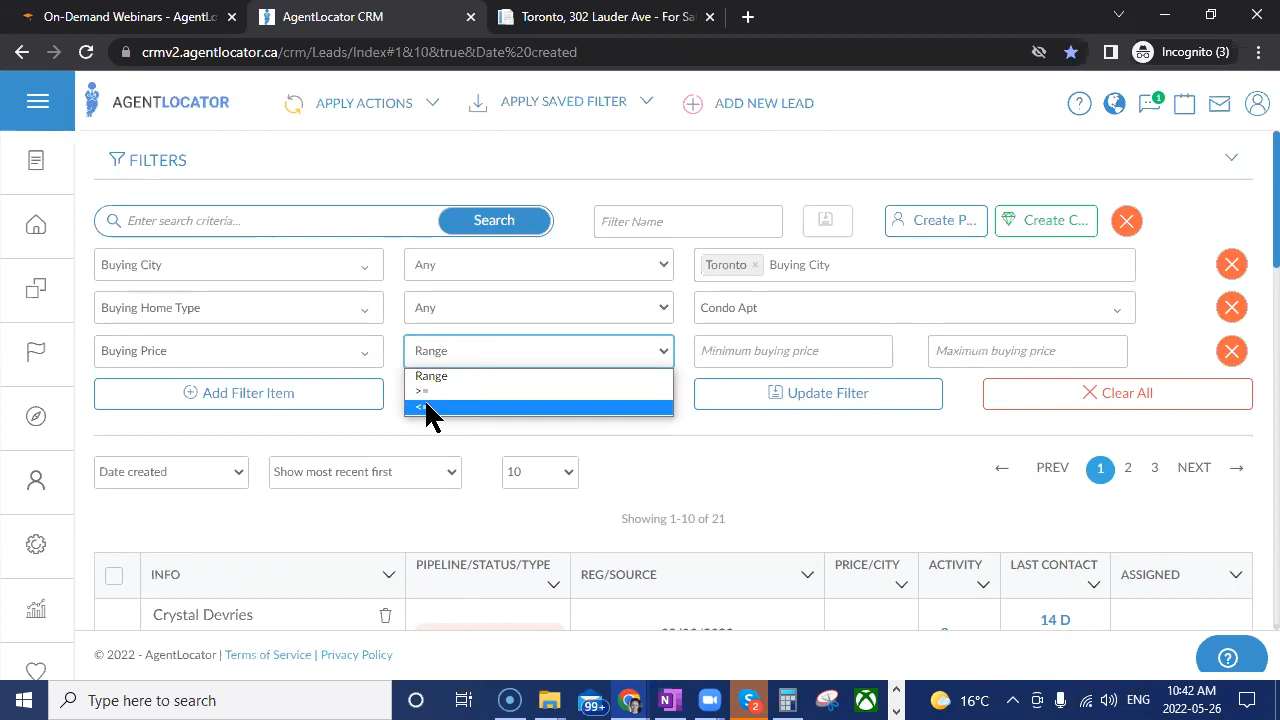 On-Demand Webinars - AgentLo
AgentLocator CRM
Toronto, 302 Lauder Ave - For Sal
crmv2.agentlocator.ca/crm/Leads/Index#1&10&true&Date%20created
Incognito (3)
AGENTLOCATOR
APPLY ACTIONS
APPLY SAVED FILTER
ADD NEW LEAD
1
FILTERS
Enter search criteria...
Search
Filter Name
Create P...
Create C...
Buying City
Any
Toronto × Buying City
Buying Home Type
Any
Condo Apt
Buying Price
Range
Minimum buying price
Maximum buying price
Range
>=
Add Filter Item
Update Filter
Clear All
Date created
Show most recent first
10
← PREV 1 2 3 NEXT →
Showing 1-10 of 21
INFO
PIPELINE/STATUS/TYPE
REG/SOURCE
PRICE/CITY
ACTIVITY
LAST CONTACT
ASSIGNED
Crystal Devries
14 D
© 2022 - AgentLocator | Terms of Service | Privacy Policy
Type here to search
99+
2
16°C
ENG
10:42 AM
2022-05-26